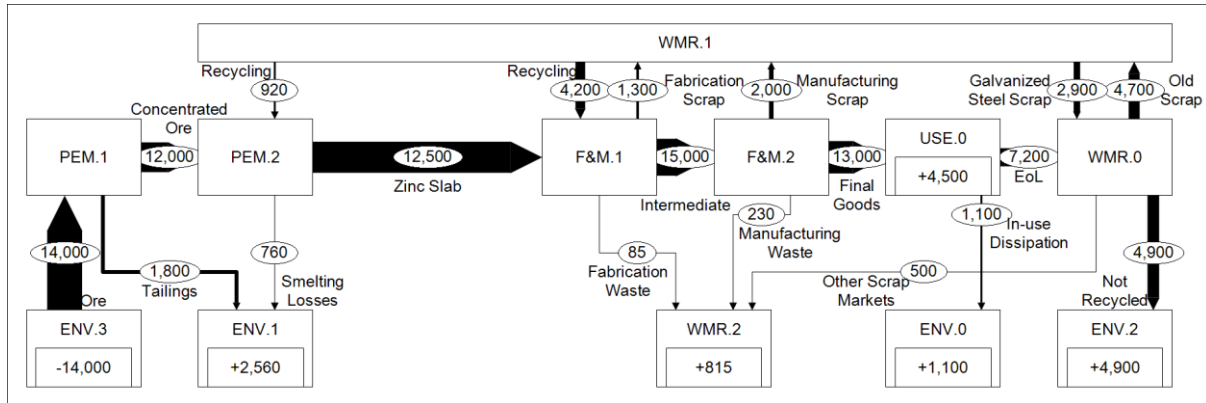 WMR.1
Recycling
920
Recycling
4,200
1,300
Fabrication
Scrap
2,000
Manufacturing
Scrap
Galvanized
Steel Scrap
2,900
4,700
Old
Scrap
Concentrated
Ore
PEM.1
12,000
PEM.2
12,500
Zinc Slab
F&M.1
15,000
Intermediate
F&M.2
13,000
Final
Goods
USE.0
+4,500
7,200
EoL
WMR.0
14,000
Ore
1,800
Tailings
760
Smelting
Losses
85
Fabrication
Waste
230
Manufacturing
Waste
1,100
In-use
Dissipation
500
Other Scrap
Markets
4,900
Not
Recycled
ENV.3
-14,000
ENV.1
+2,560
WMR.2
+815
ENV.0
+1,100
ENV.2
+4,900